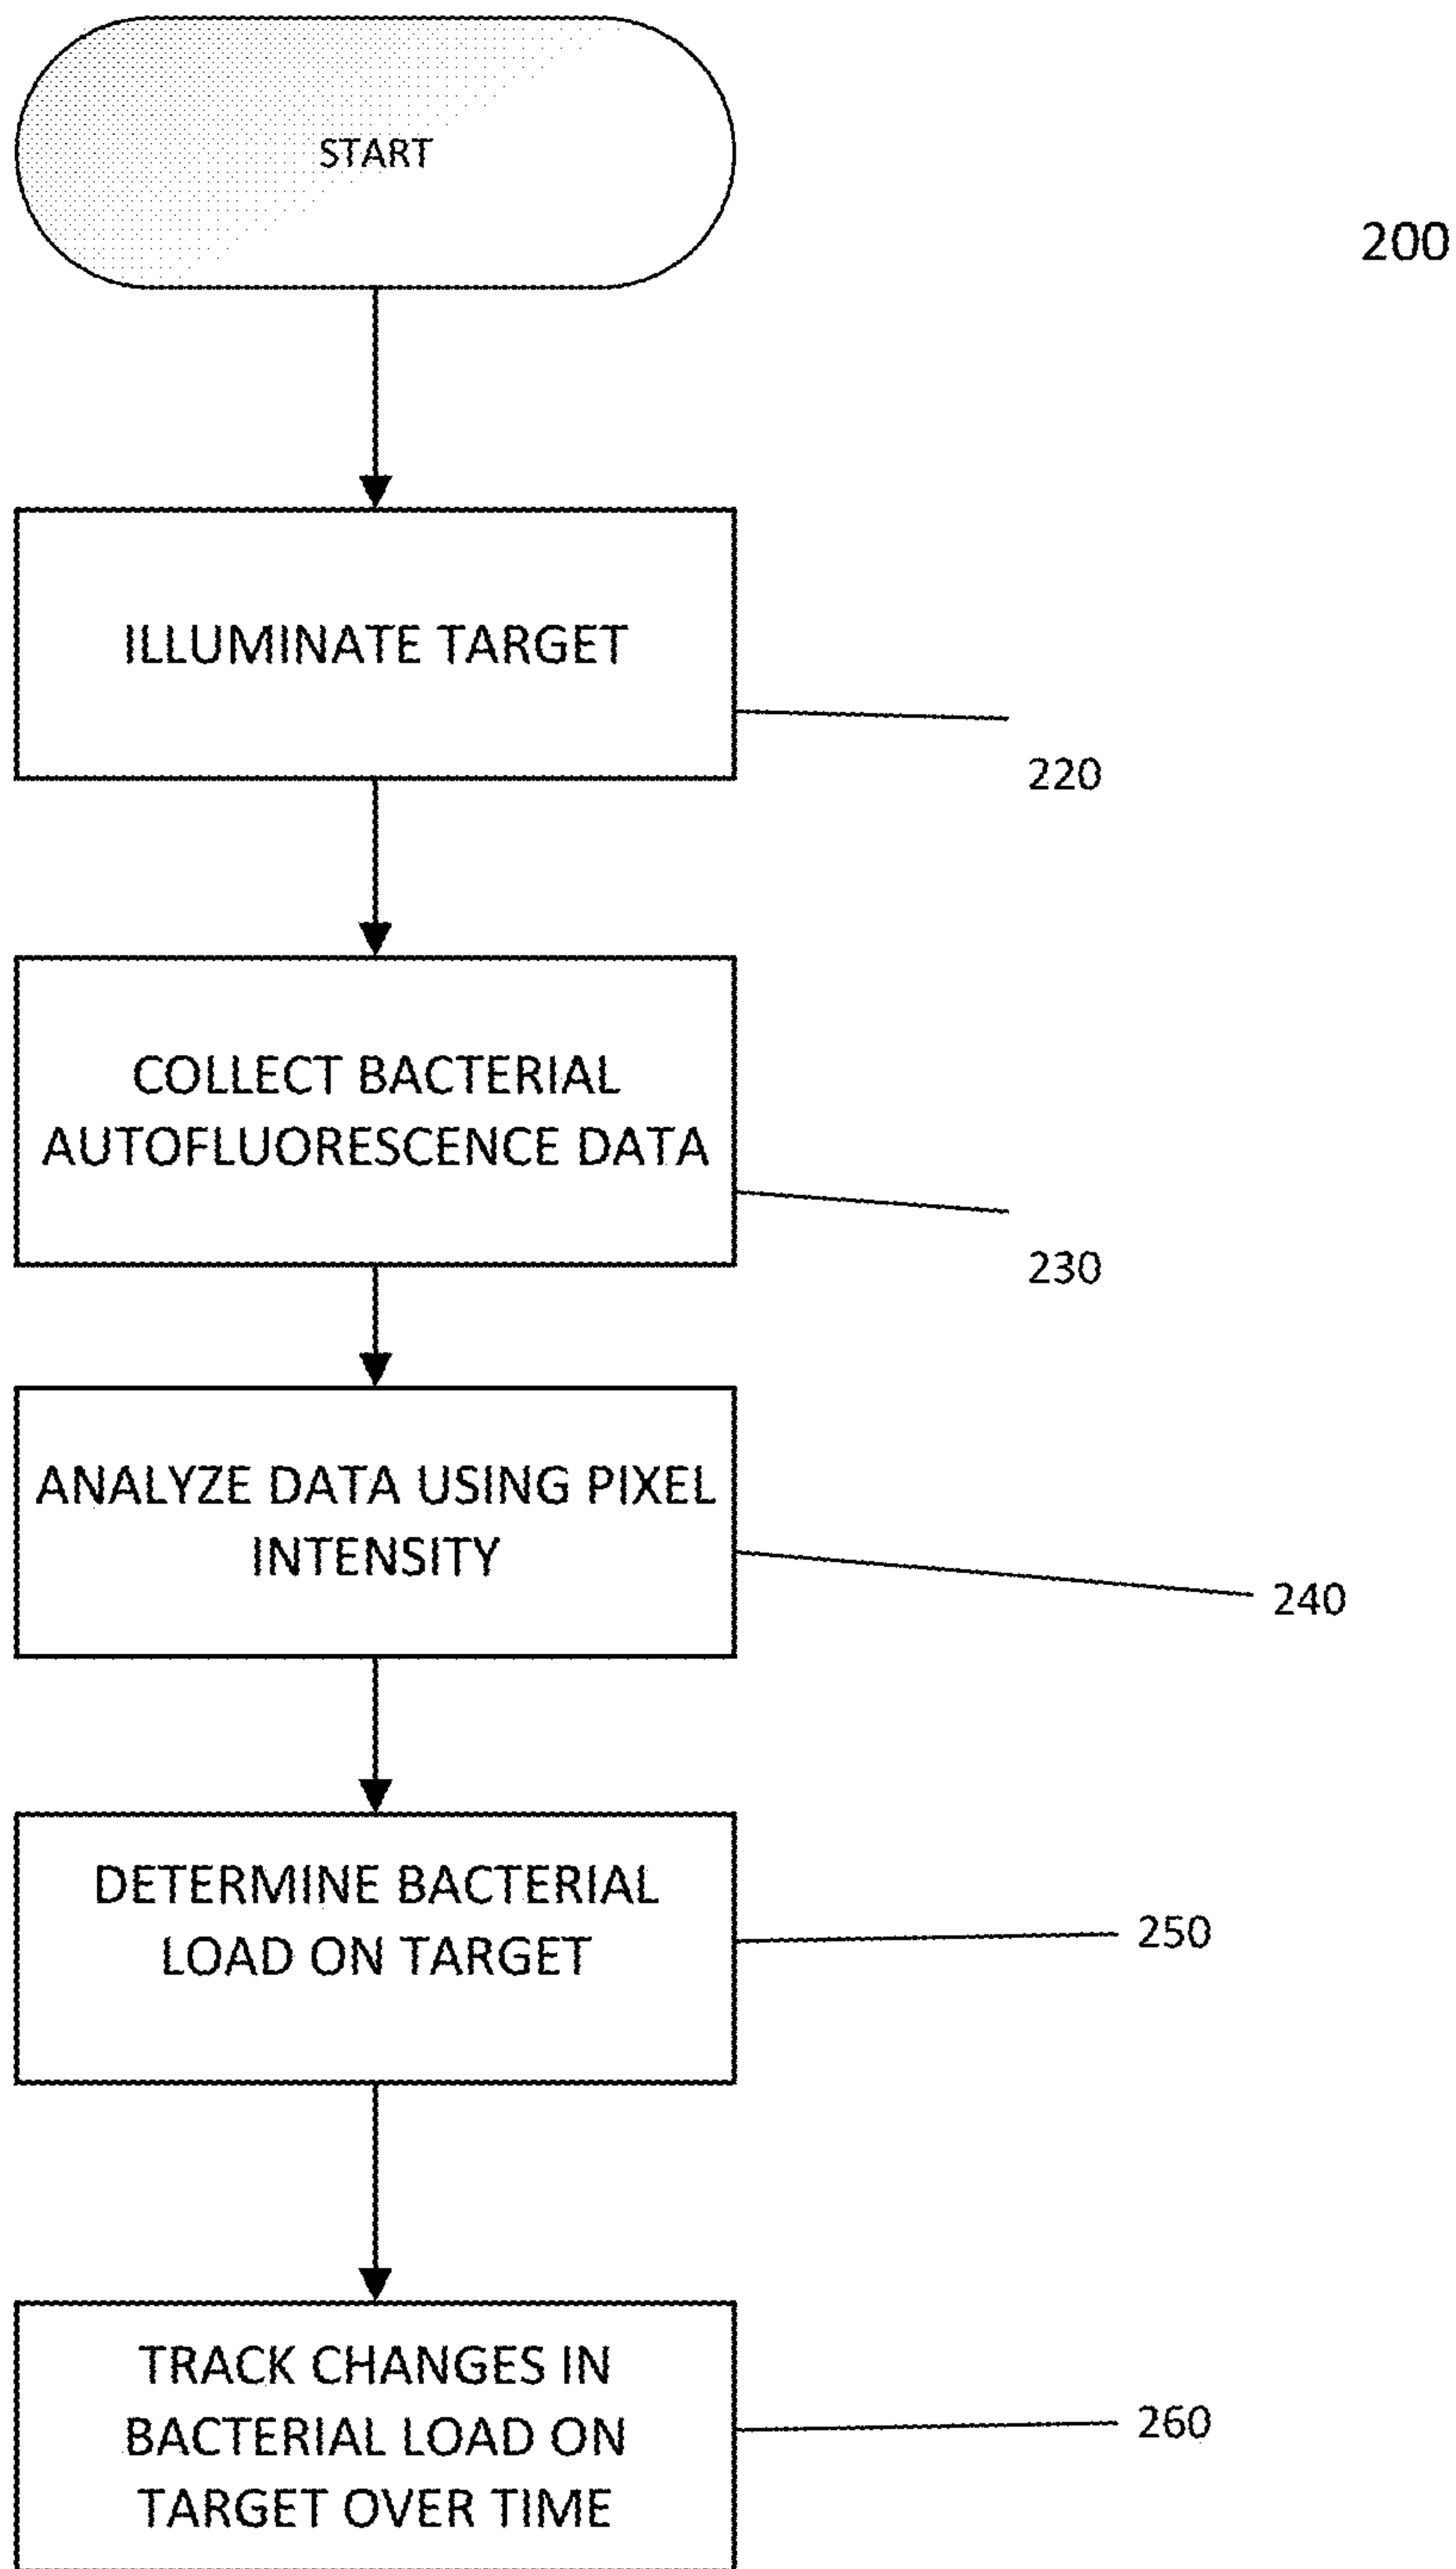 START
200
ILLUMINATE TARGET
220
COLLECT BACTERIAL
AUTOFLUORESCENCE DATA
230
ANALYZE DATA USING PIXEL
INTENSITY
240
DETERMINE BACTERIAL
LOAD ON TARGET
250
TRACK CHANGES IN
BACTERIAL LOAD ON
TARGET OVER TIME
260